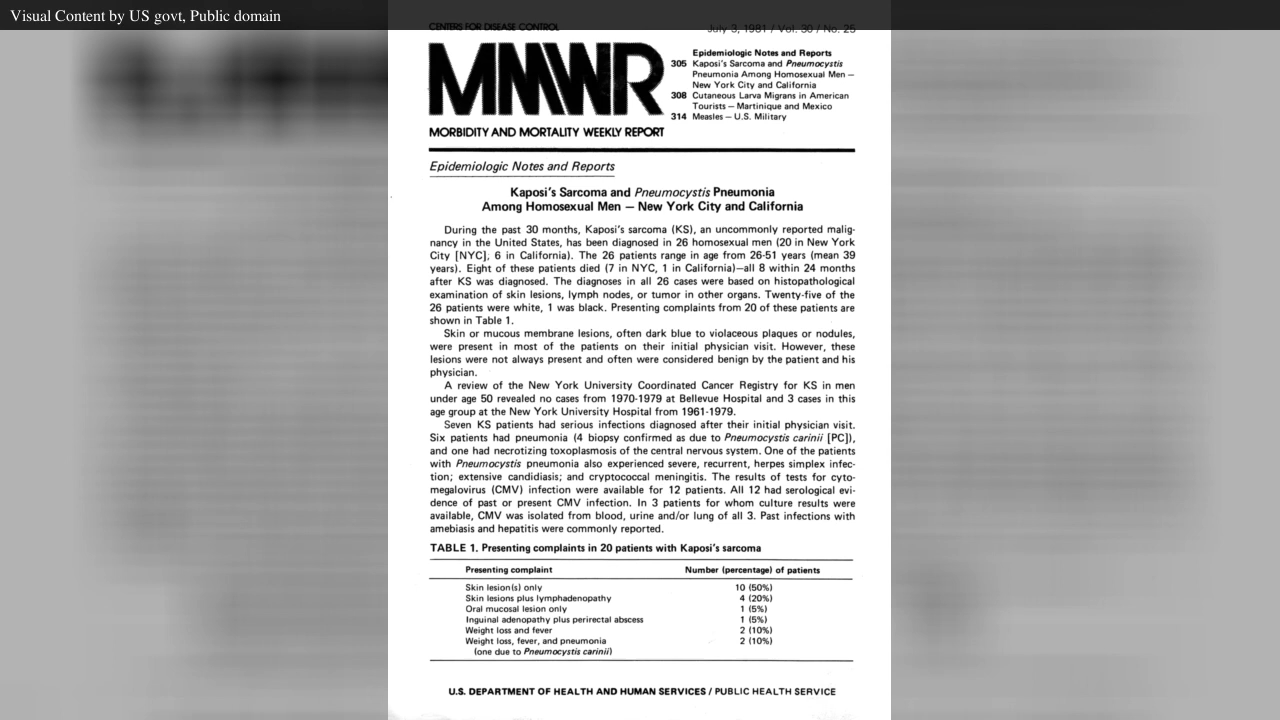 US Federal Government, Public domain
CENTERS FOR DISEASE CONTROL
July 3, 1981 / Vol. 30 / No. 25
MMWR
MORBIDITY AND MORTALITY WEEKLY REPORT
Epidemiologic Notes and Reports
305 Kaposi's Sarcoma and Pneumocystis
Pneumonia Among Homosexual Men –
New York City and California
308 Cutaneous Larva Migrans in American
Tourists – Martinique and Mexico
314 Measles – U.S. Military
Epidemiologic Notes and Reports
Kaposi's Sarcoma and Pneumocystis Pneumonia
Among Homosexual Men – New York City and California
During the past 30 months, Kaposi's sarcoma (KS), an uncommonly reported malig-
nancy in the United States, has been diagnosed in 26 homosexual men (20 in New York
City [NYC], 6 in California). The 26 patients range in age from 26-51 years (mean 39
years). Eight of these patients died (7 in NYC, 1 in California)–all 8 within 24 months
after KS was diagnosed. The diagnoses in all 26 cases were based on histopathological
examination of skin lesions, lymph nodes, or tumor in other organs. Twenty-five of the
26 patients were white, 1 was black. Presenting complaints from 20 of these patients are
shown in Table 1.
Skin or mucous membrane lesions, often dark blue to violaceous plaques or nodules,
were present in most of the patients on their initial physician visit. However, these
lesions were not always present and often were considered benign by the patient and his
physician.
A review of the New York University Coordinated Cancer Registry for KS in men
under age 50 revealed no cases from 1970-1979 at Bellevue Hospital and 3 cases in this
age group at the New York University Hospital from 1961-1979.
Seven KS patients had serious infections diagnosed after their initial physician visit.
Six patients had pneumonia (4 biopsy confirmed as due to Pneumocystis carinii [PC]),
and one had necrotizing toxoplasmosis of the central nervous system. One of the patients
with Pneumocystis pneumonia also experienced severe, recurrent, herpes simplex infec-
tion; extensive candidiasis; and cryptococcal meningitis. The results of tests for cyto-
megalovirus (CMV) infection were available for 12 patients. All 12 had serological evi-
dence of past or present CMV infection. In 3 patients for whom culture results were
available, CMV was isolated from blood, urine and/or lung of all 3. Past infections with
amebiasis and hepatitis were commonly reported.
TABLE 1. Presenting complaints in 20 patients with Kaposi's sarcoma
Presenting complaint Number (percentage) of patients
Skin lesion(s) only 10 (50%)
Skin lesions plus lymphadenopathy 4 (20%)
Oral mucosal lesion only 1 (5%)
Inguinal adenopathy plus perirectal abscess 1 (5%)
Weight loss and fever 2 (10%)
Weight loss, fever, and pneumonia 2 (10%)
(one due to Pneumocystis carinii)
U.S. DEPARTMENT OF HEALTH AND HUMAN SERVICES / PUBLIC HEALTH SERVICE